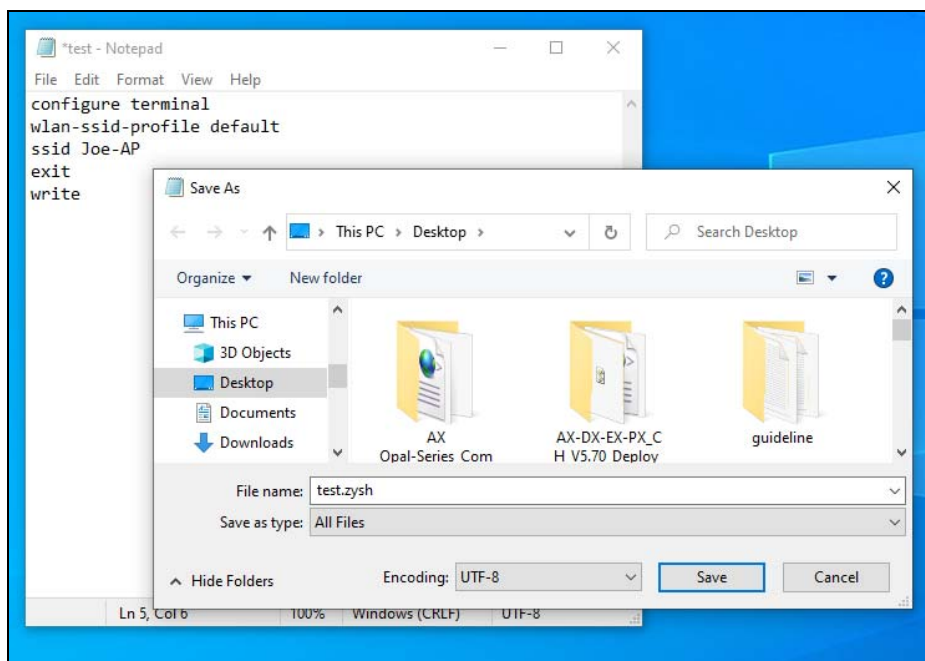 *test - Notepad
File Edit Format View Help
configure terminal
wlan-ssid-profile default
ssid Joe-AP
exit
write
Save As
This PC > Desktop >
Search Desktop
Organize
New folder
This PC
3D Objects
Desktop
Documents
Downloads
AX
Opal-Series Com
AX-DX-EX-PX_C
H V5.70 Deploy
guideline
File name: test.zysh
Save as type: All Files
Hide Folders
Encoding: UTF-8
Save
Cancel
Ln 5, Col 6
100%
Windows (CRLF)
UTF-8